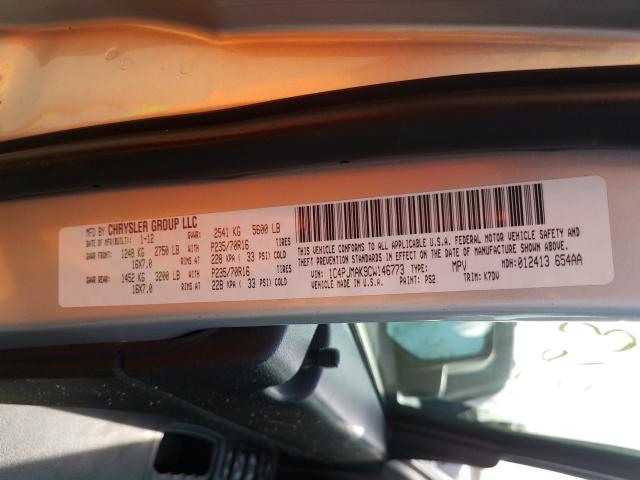 MFD BY CHRYSLER GROUP LLC
DATE OF MFR(BUILT): 1-12 GVWR: 2541 KG 5600 LB
GAWR FRONT: 1248 KG 2750 LB P235/70R16 TIRES
16X7.0 RIMS AT 228 KPA ( 33 PSI) COLD
GAWR REAR: 1452 KG 3200 LB P235/70R16 TIRES
16X7.0 RIMS AT 228 KPA ( 33 PSI) COLD
THIS VEHICLE CONFORMS TO ALL APPLICABLE U.S.A. FEDERAL MOTOR VEHICLE SAFETY, BUMPER, AND
THEFT PREVENTION STANDARDS IN EFFECT ON THE DATE OF MANUFACTURE SHOWN ABOVE
VIN: 1C4PJMAK9CW146773 TYPE: MPV MDH: 012413 654AA
VEHICLE MADE IN U.S.A. PAINT: PS2 TRIM: K7DV